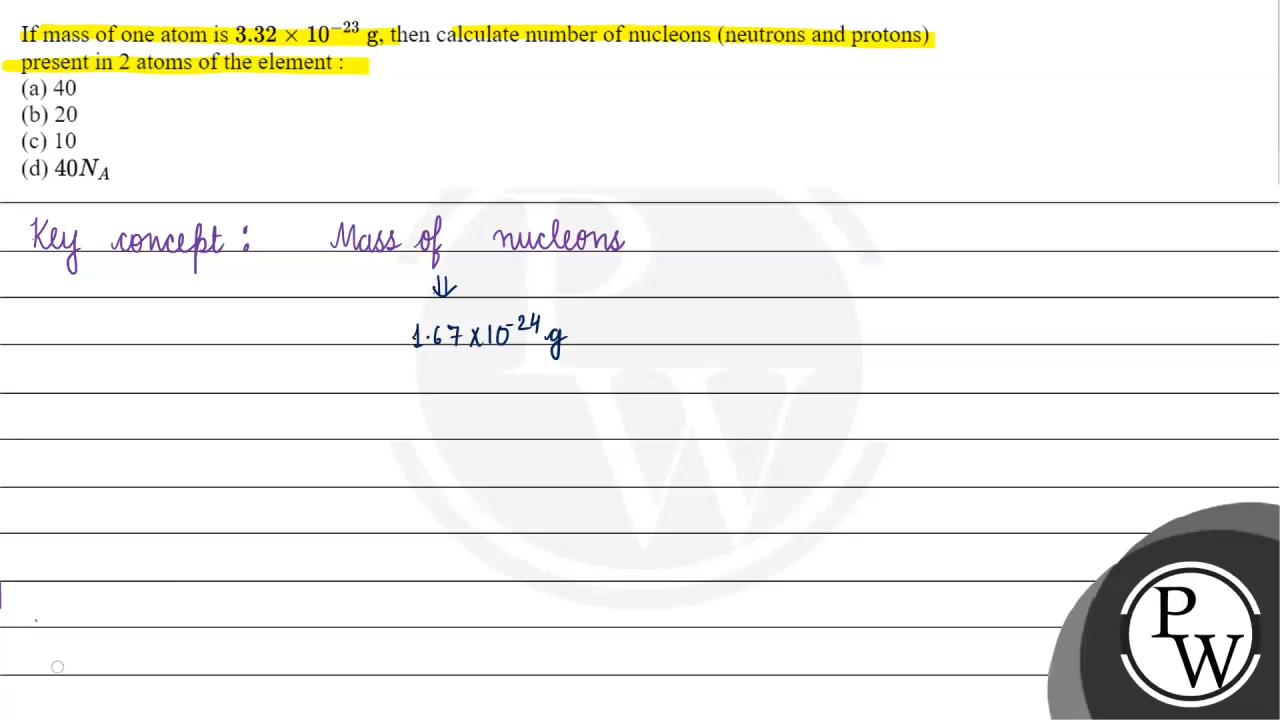 If mass of one atom is 3.32 × 10⁻²³ g, then calculate number of nucleons (neutrons and protons)
present in 2 atoms of the element :
(a) 40
(b) 20
(c) 10
(d) 40N_A
Key concept : Mass of nucleons
⇓
1.67×10⁻²⁴ g
PW
PW